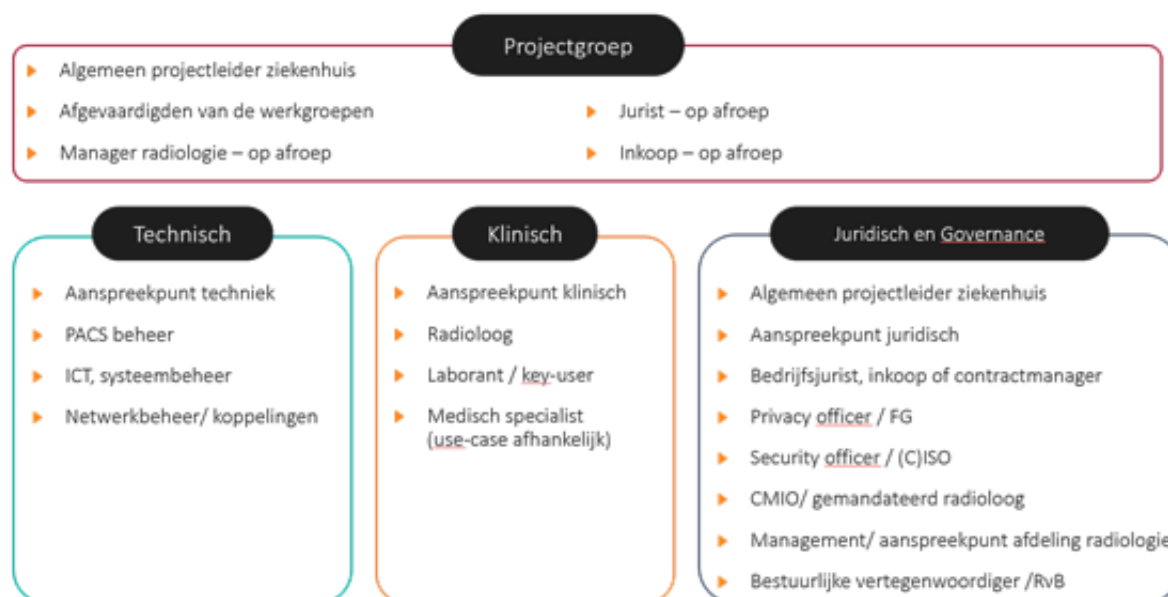 Projectgroep
Algemeen projectleider ziekenhuis
Afgevaardigden van de werkgroepen
Manager radiologie – op afroep
Jurist – op afroep
Inkoop – op afroep
Technisch
Aanspreekpunt techniek
PACS beheer
ICT, systeembeheer
Netwerkbeheer/ koppelingen
Klinisch
Aanspreekpunt klinisch
Radioloog
Laborant / key-user
Medisch specialist
(use-case afhankelijk)
Juridisch en Governance
Algemeen projectleider ziekenhuis
Aanspreekpunt juridisch
Bedrijfsjurist, inkoop of contractmanager
Privacy officer / FG
Security officer / (C)ISO
CMIO/ gemandateerd radioloog
Management/ aanspreekpunt afdeling radiologie
Bestuurlijke vertegenwoordiger /RvB